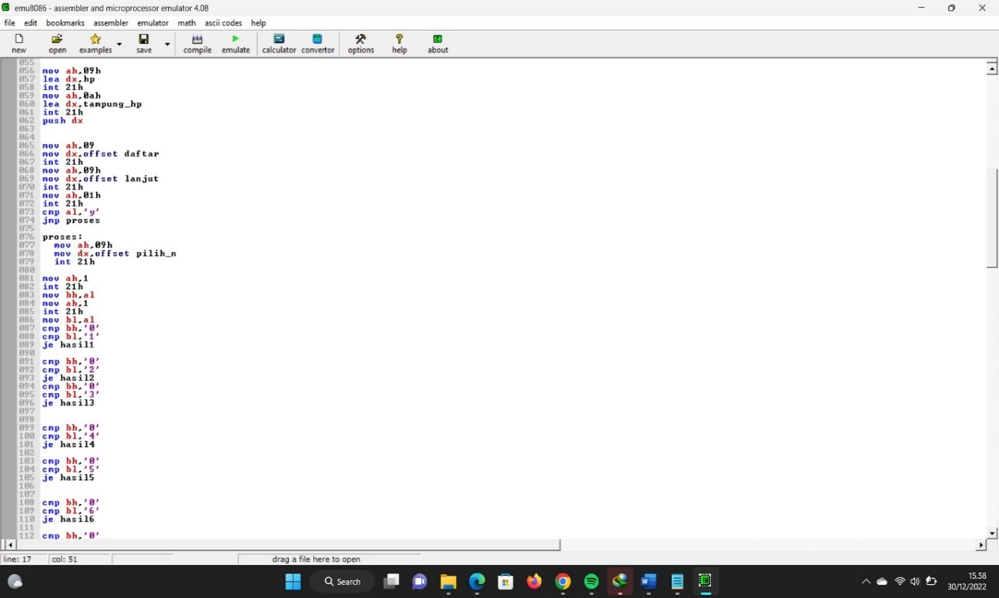 emu8086 - assembler and microprocessor emulator 4.08
file edit bookmarks assembler emulator math ascii codes help
new open examples save compile emulate calculator convertor options help about
055
056 mov ah,09h
057 lea dx,hp
058 int 21h
059 mov ah,0ah
060 lea dx,tampung_hp
061 int 21h
062 push dx
063
064
065 mov ah,09
066 mov dx,offset daftar
067 int 21h
068 mov ah,09h
069 mov dx,offset lanjut
070 int 21h
071 mov ah,01h
072 int 21h
073 cmp al,'y'
074 jmp proses
075
076 proses:
077 mov ah,09h
078 mov dx,offset pilih_n
079 int 21h
080
081 mov ah,1
082 int 21h
083 mov bh,al
084 mov ah,1
085 int 21h
086 mov bl,al
087 cmp bh,'0'
088 cmp bl,'1'
089 je hasil1
090
091 cmp bh,'0'
092 cmp bl,'2'
093 je hasil2
094 cmp bh,'0'
095 cmp bl,'3'
096 je hasil3
097
098
099 cmp bh,'0'
100 cmp bl,'4'
101 je hasil4
102
103 cmp bh,'0'
104 cmp bl,'5'
105 je hasil5
106
107
108 cmp bh,'0'
109 cmp bl,'6'
110 je hasil6
111
112 cmp bh,'0'
line: 17 col: 51 drag a file here to open
Search
15.58
30/12/2022